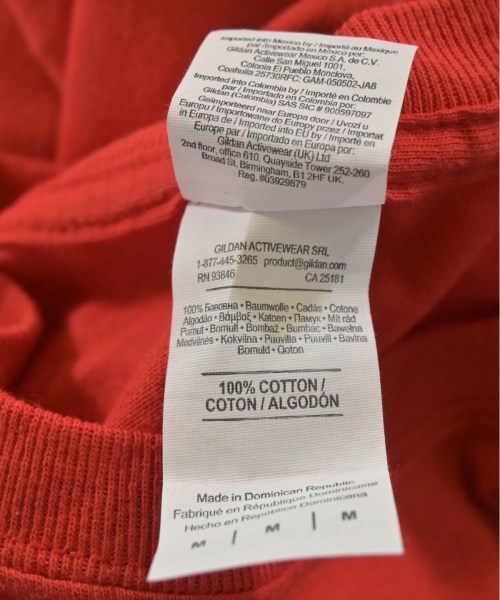 Imported into Mexico by / Importé au Mexique
par / Importado en México por:
Gildan Activewear México S.A. de C.V.
Calle San Miguel 1001,
Colonia El Pueblo Monclova,
Coahuila 25730RFC: GAM-050502-JA8
Imported into Colombia by / Importé en Colombie
par / Importado en Colombia por:
Gildan (Colombia) SAS SIC # 900597097
Geïmporteerd naar Europa door / Uvozi u
Europu / Importowane do Europy przez / Importat
in Europa de / Imported into EU by / Importé en
Europe par / Importado en Europa por:
Gildan Activewear (UK) Ltd
2nd floor, office 610, Quayside Tower 252-260
Broad St, Birmingham, B1 2HF UK.
Reg. #03929879
GILDAN ACTIVEWEAR SRL
1-877-445-3265 product@gildan.com
RN 93846 CA 25181
100% Бавовна • Baumwolle • Cadás • Cotone
Algodão • Βάμβαξ • Katoen • Памук • Mit rád
Pamut • Bomull • Bombaž • Bumbac • Bawełna
Medvilnės • Kokvilna • Puuvilla • Puuvill • Bavlna
Bomuld • Qoton
100% COTTON /
COTON / ALGODÓN
Made in Dominican Republic
Fabriqué en République Dominicaine
Hecho en República Dominicana
M / M | M